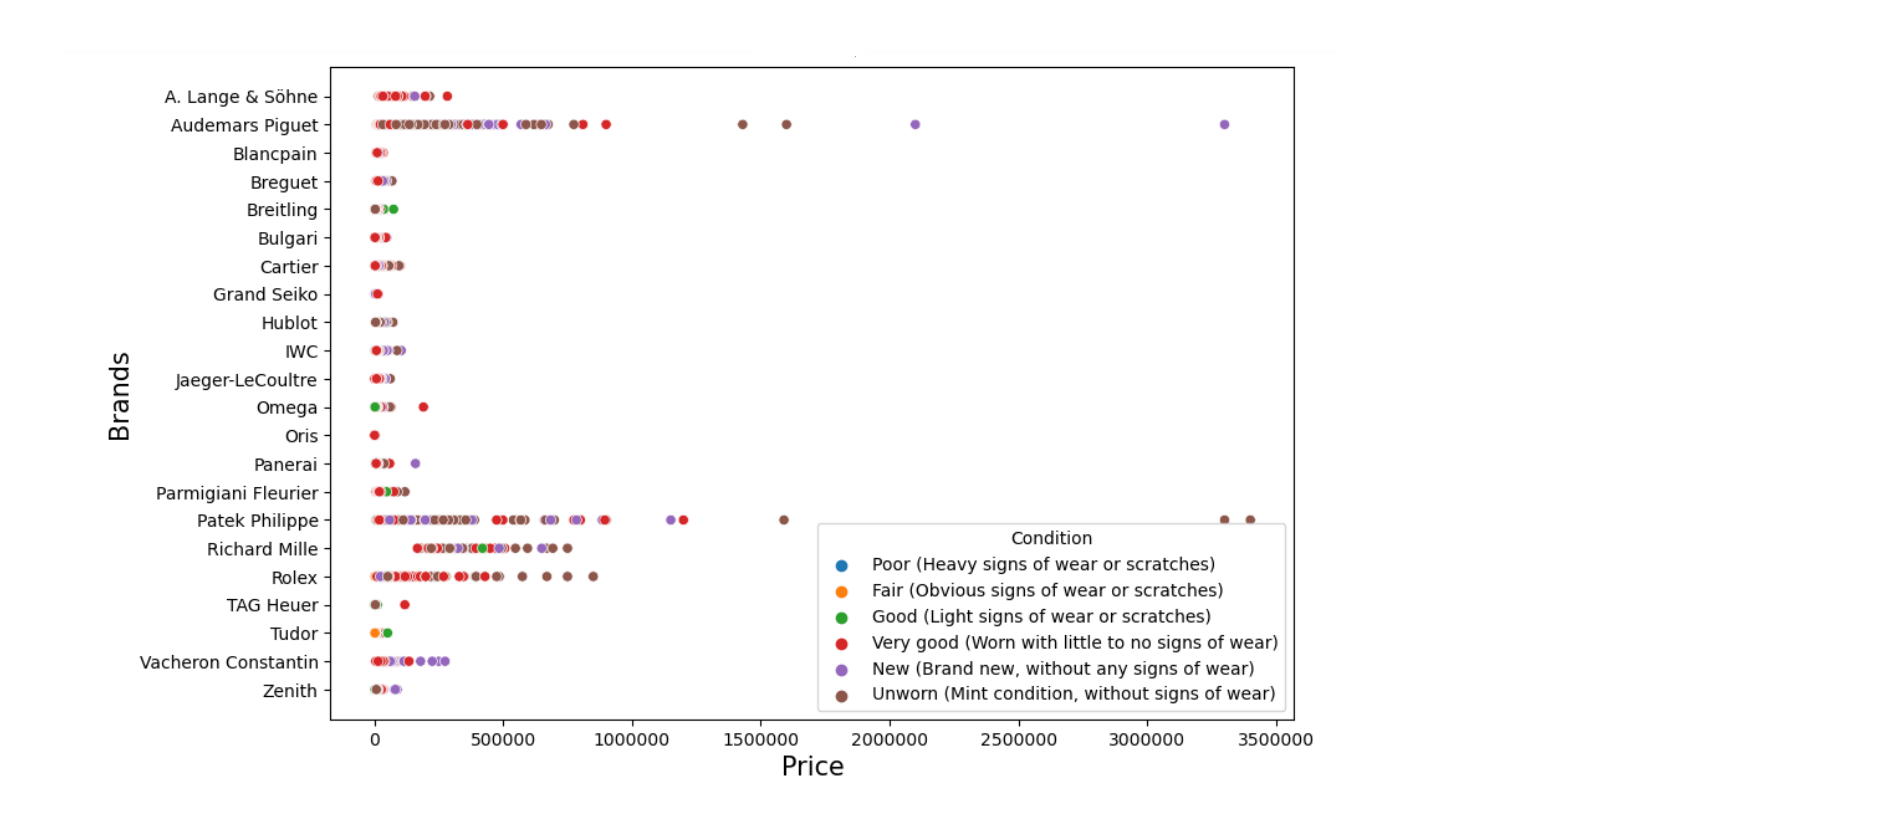 A. Lange & Söhne
Audemars Piguet
Blancpain
Breguet
Breitling
Bulgari
Cartier
Grand Seiko
Hublot
IWC
Jaeger-LeCoultre
Omega
Oris
Panerai
Parmigiani Fleurier
Patek Philippe
Richard Mille
Rolex
TAG Heuer
Tudor
Vacheron Constantin
Zenith
Brands
Condition
Poor (Heavy signs of wear or scratches)
Fair (Obvious signs of wear or scratches)
Good (Light signs of wear or scratches)
Very good (Worn with little to no signs of wear)
New (Brand new, without any signs of wear)
Unworn (Mint condition, without signs of wear)
0 500000 1000000 1500000 2000000 2500000 3000000 3500000
Price